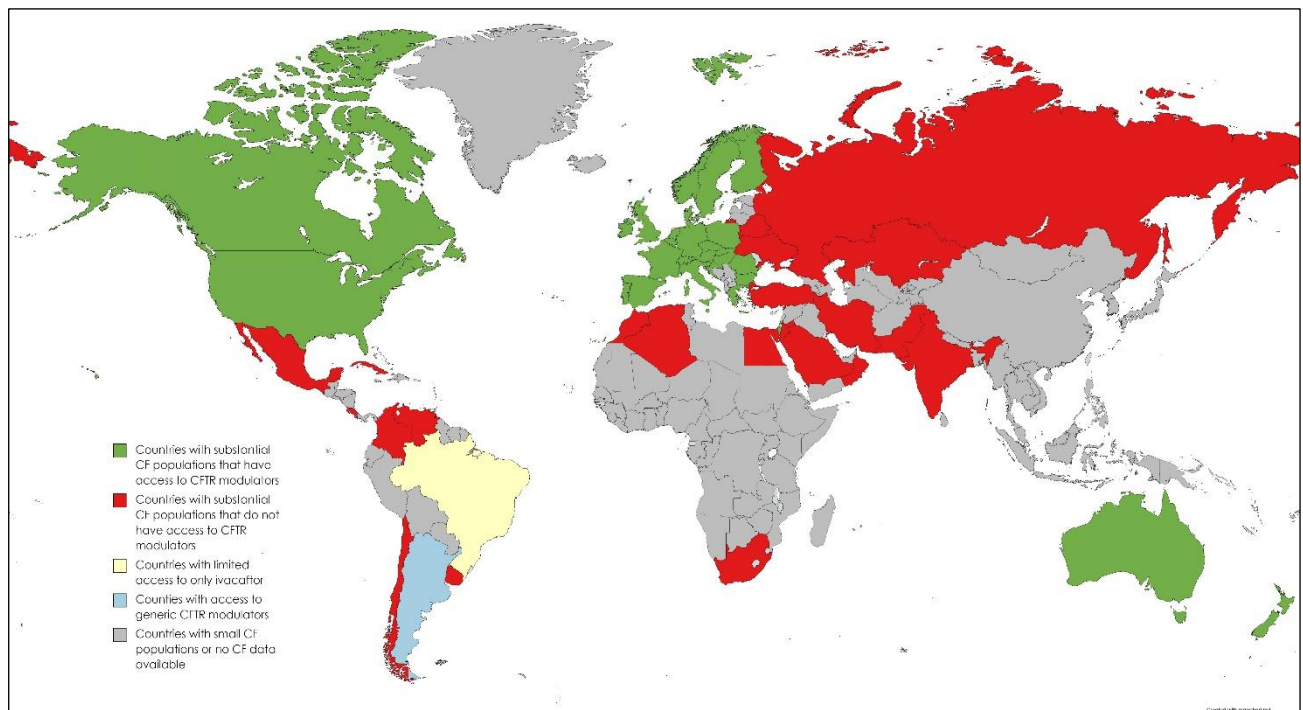 Countries with substantial
CF populations that have
access to CFTR modulators
Countries with substantial
CF populations that do not
have access to CFTR
modulators
Countries with limited
access to only ivacaftor
Counties with access to
generic CFTR modulators
Countries with small CF
populations or no CF data
available